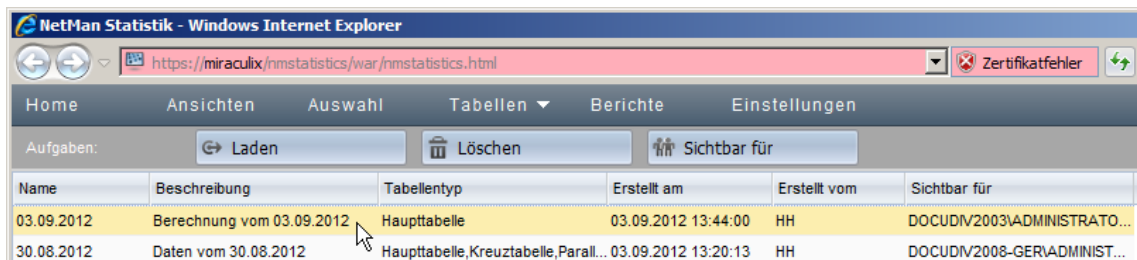 NetMan Statistik - Windows Internet Explorer
https://miraculix/nmstatistics/war/nmstatistics.html Zertifikatfehler
Home Ansichten Auswahl Tabellen Berichte Einstellungen
Aufgaben: Laden Löschen Sichtbar für
Name Beschreibung Tabellentyp Erstellt am Erstellt vom Sichtbar für
03.09.2012 Berechnung vom 03.09.2012 Haupttabelle 03.09.2012 13:44:00 HH DOCUDIV2003\ADMINISTRATO...
30.08.2012 Daten vom 30.08.2012 Haupttabelle,Kreuztabelle,Parall... 03.09.2012 13:20:13 HH DOCUDIV2008-GER\ADMINIST...